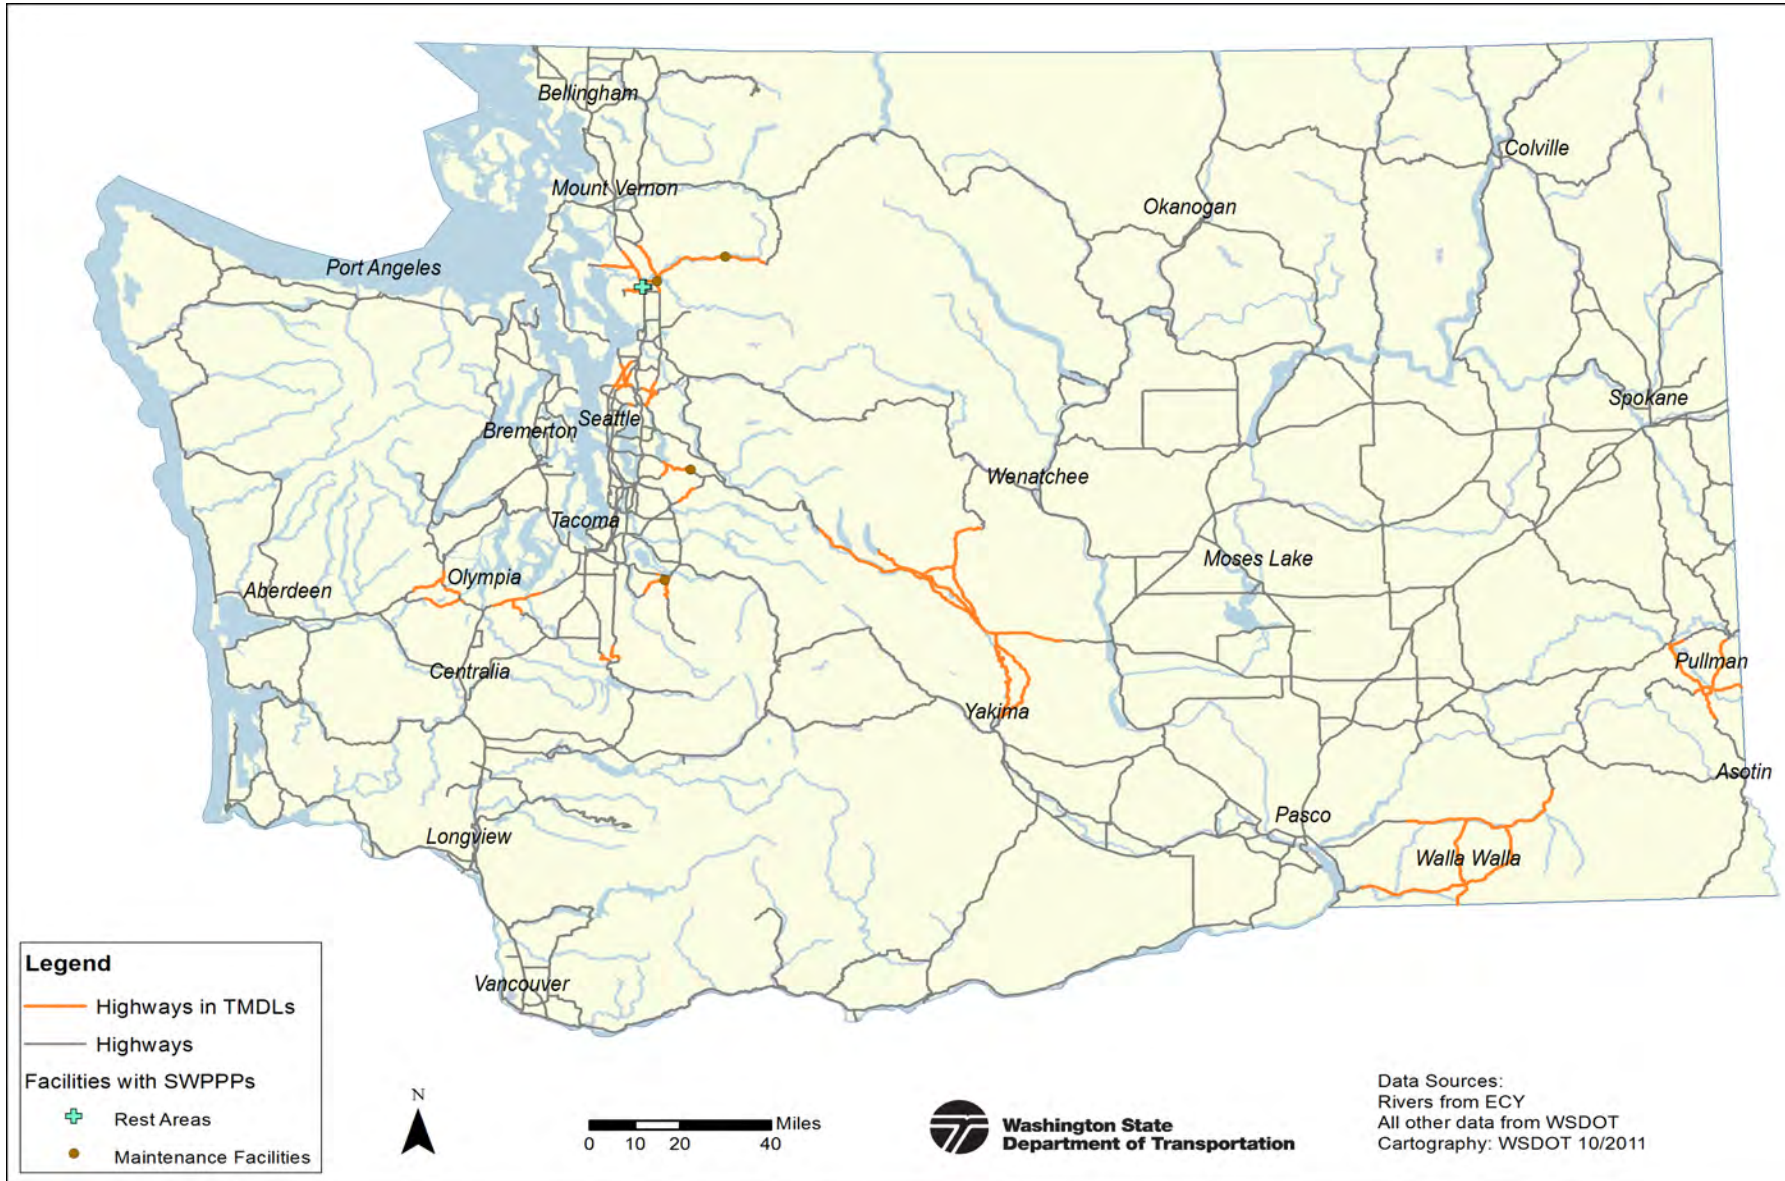 Bellingham
Colville
Mount Vernon
Okanogan
Port Angeles
Spokane
Seattle
Bremerton
Wenatchee
Tacoma
Moses Lake
Olympia
Aberdeen
Pullman
Centralia
Yakima
Asotin
Pasco
Longview
Walla Walla
Vancouver
Legend
Highways in TMDLs
Highways
Facilities with SWPPPs
Rest Areas
Maintenance Facilities
N
Miles
0 10 20 40
Washington State
Department of Transportation
Data Sources:
Rivers from ECY
All other data from WSDOT
Cartography: WSDOT 10/2011